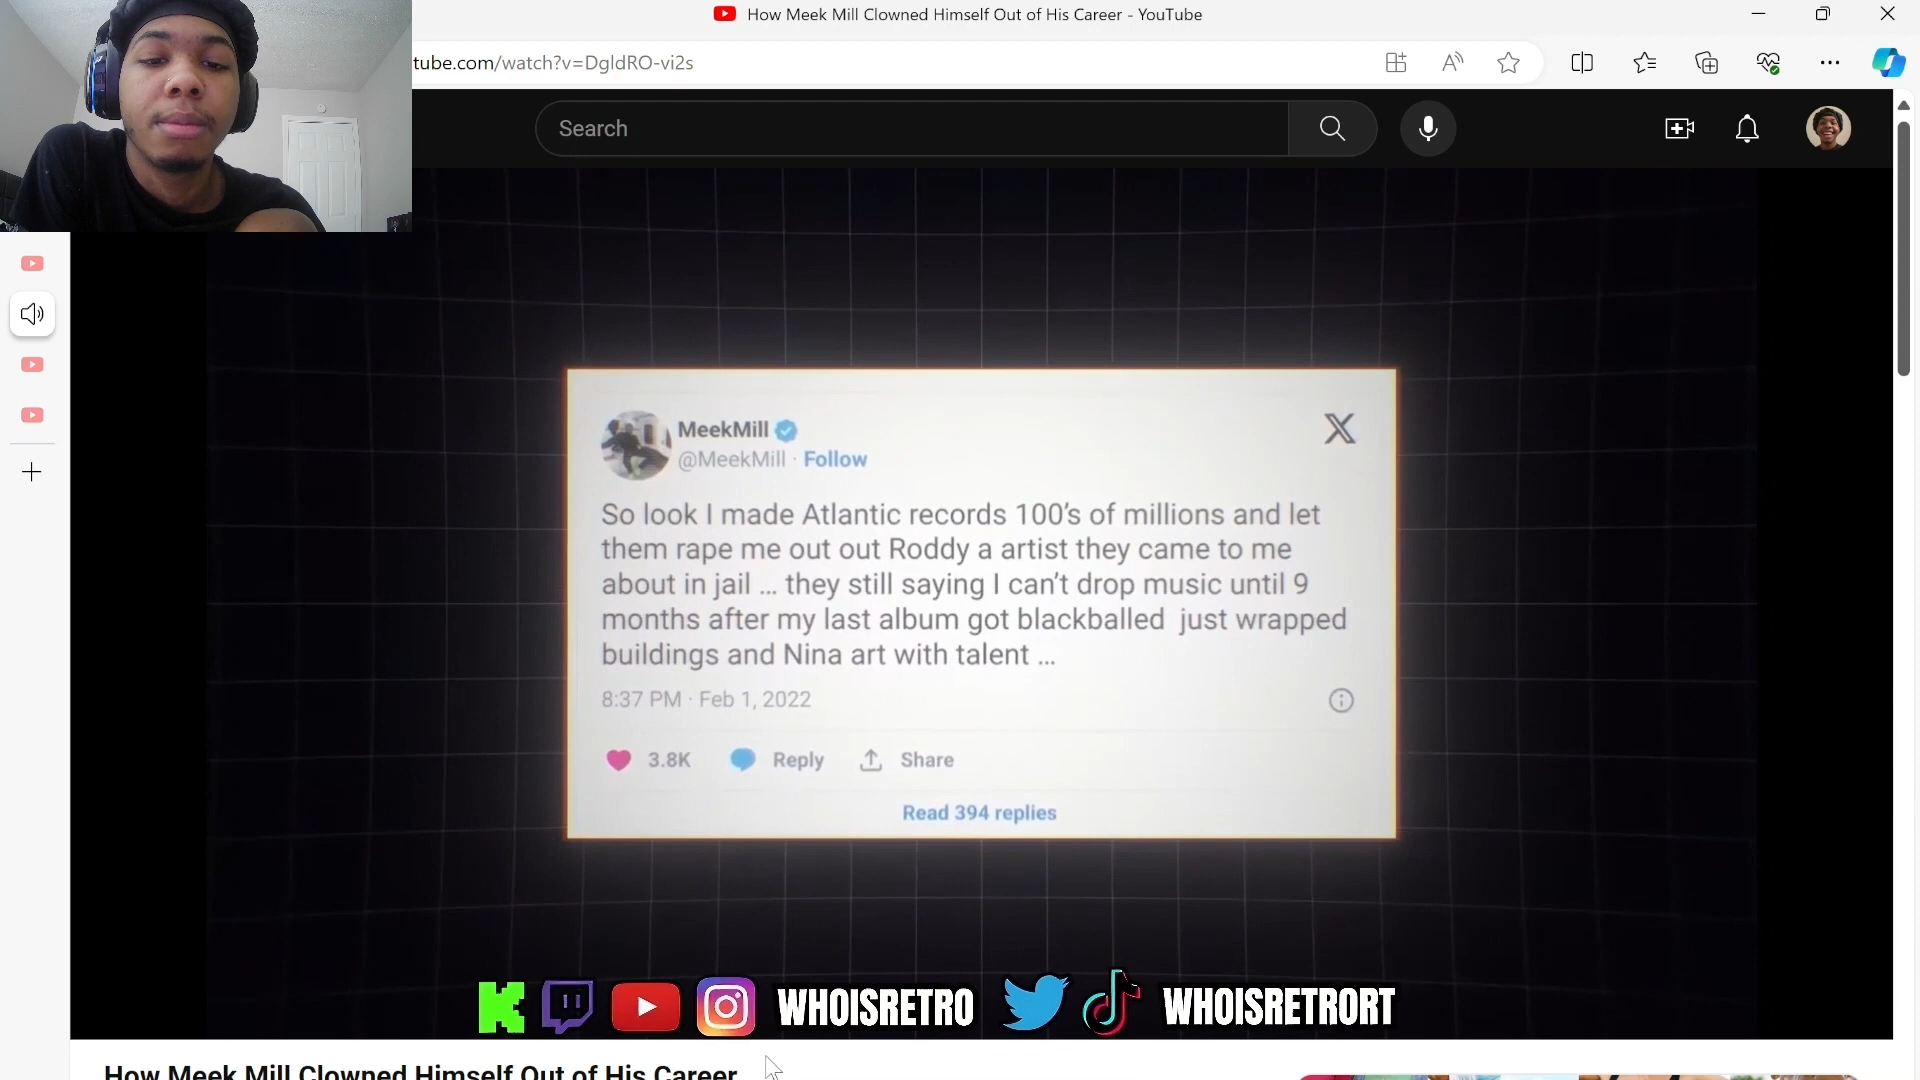 How Meek Mill Clowned Himself Out of His Career - YouTube
tube.com/watch?v=DgldRO-vi2s
Search
MeekMill
@MeekMill · Follow
So look I made Atlantic records 100's of millions and let
them rape me out out Roddy a artist they came to me
about in jail ... they still saying I can't drop music until 9
months after my last album got blackballed just wrapped
buildings and Nina art with talent ...
8:37 PM · Feb 1, 2022
3.8K Reply Share
Read 394 replies
WHOISRETRO WHOISRETRORT
How Meek Mill Clowned Himself Out of His Career